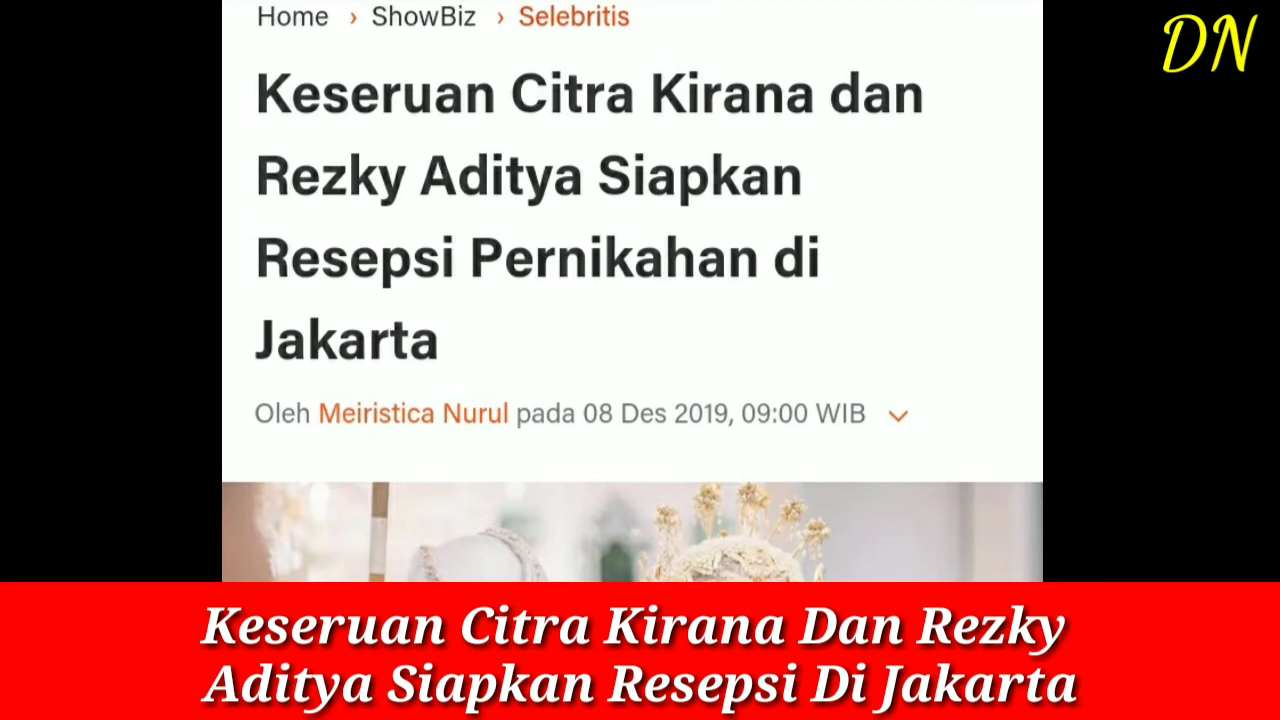 Home › ShowBiz › Selebritis
DN
Keseruan Citra Kirana dan
Rezky Aditya Siapkan
Resepsi Pernikahan di
Jakarta
Oleh Meiristica Nurul pada 08 Des 2019, 09:00 WIB
Keseruan Citra Kirana Dan Rezky
Aditya Siapkan Resepsi Di Jakarta